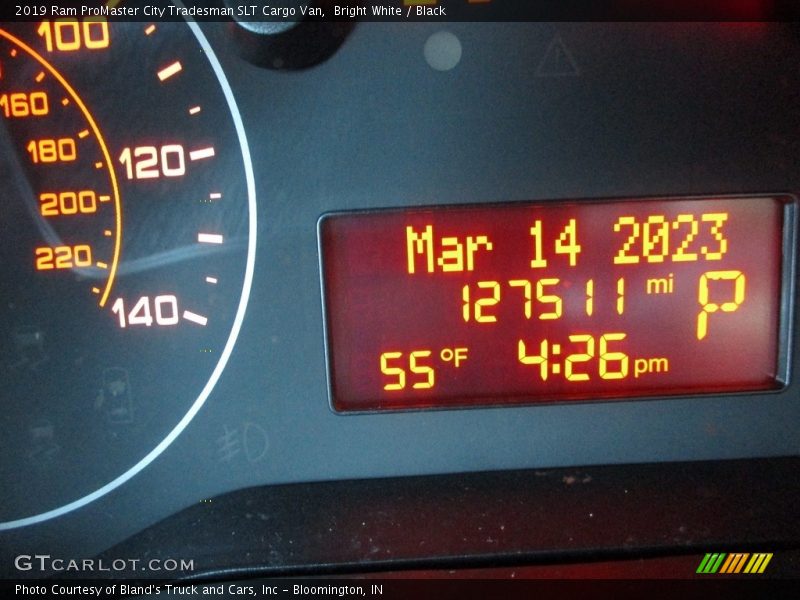 2019 Ram ProMaster City Tradesman SLT Cargo Van, Bright White / Black
100
160
120
180
200
220
140
Mar 14 2023
127511 mi P
55 °F 4:26 pm
GTCARLOT.COM
Photo Courtesy of Bland's Truck and Cars, Inc - Bloomington, IN